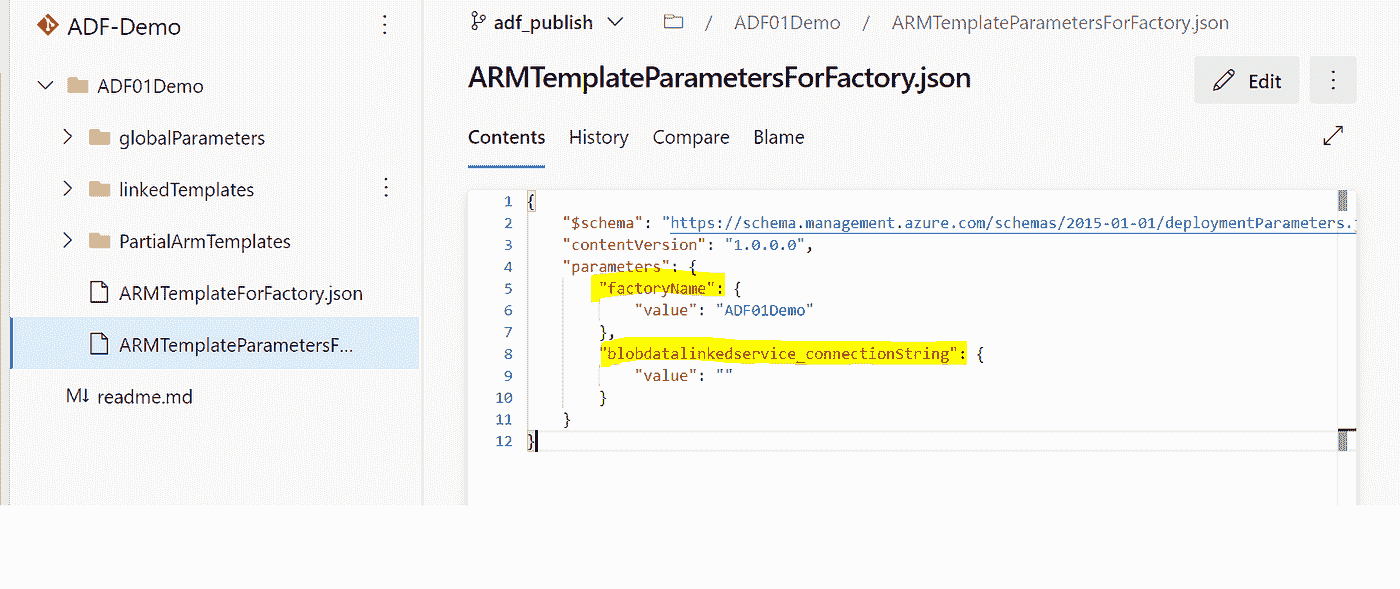 ADF-Demo
ADF01Demo
globalParameters
linkedTemplates
PartialArmTemplates
ARMTemplateForFactory.json
ARMTemplateParametersF...
M↓ readme.md
adf_publish / ADF01Demo / ARMTemplateParametersForFactory.json
ARMTemplateParametersForFactory.json
Edit
Contents History Compare Blame
1 {
2 "$schema": "https://schema.management.azure.com/schemas/2015-01-01/deploymentParameters.
3 "contentVersion": "1.0.0.0",
4 "parameters": {
5 "factoryName": {
6 "value": "ADF01Demo"
7 },
8 "blobdatalinkedservice_connectionString": {
9 "value": ""
10 }
11 }
12 }